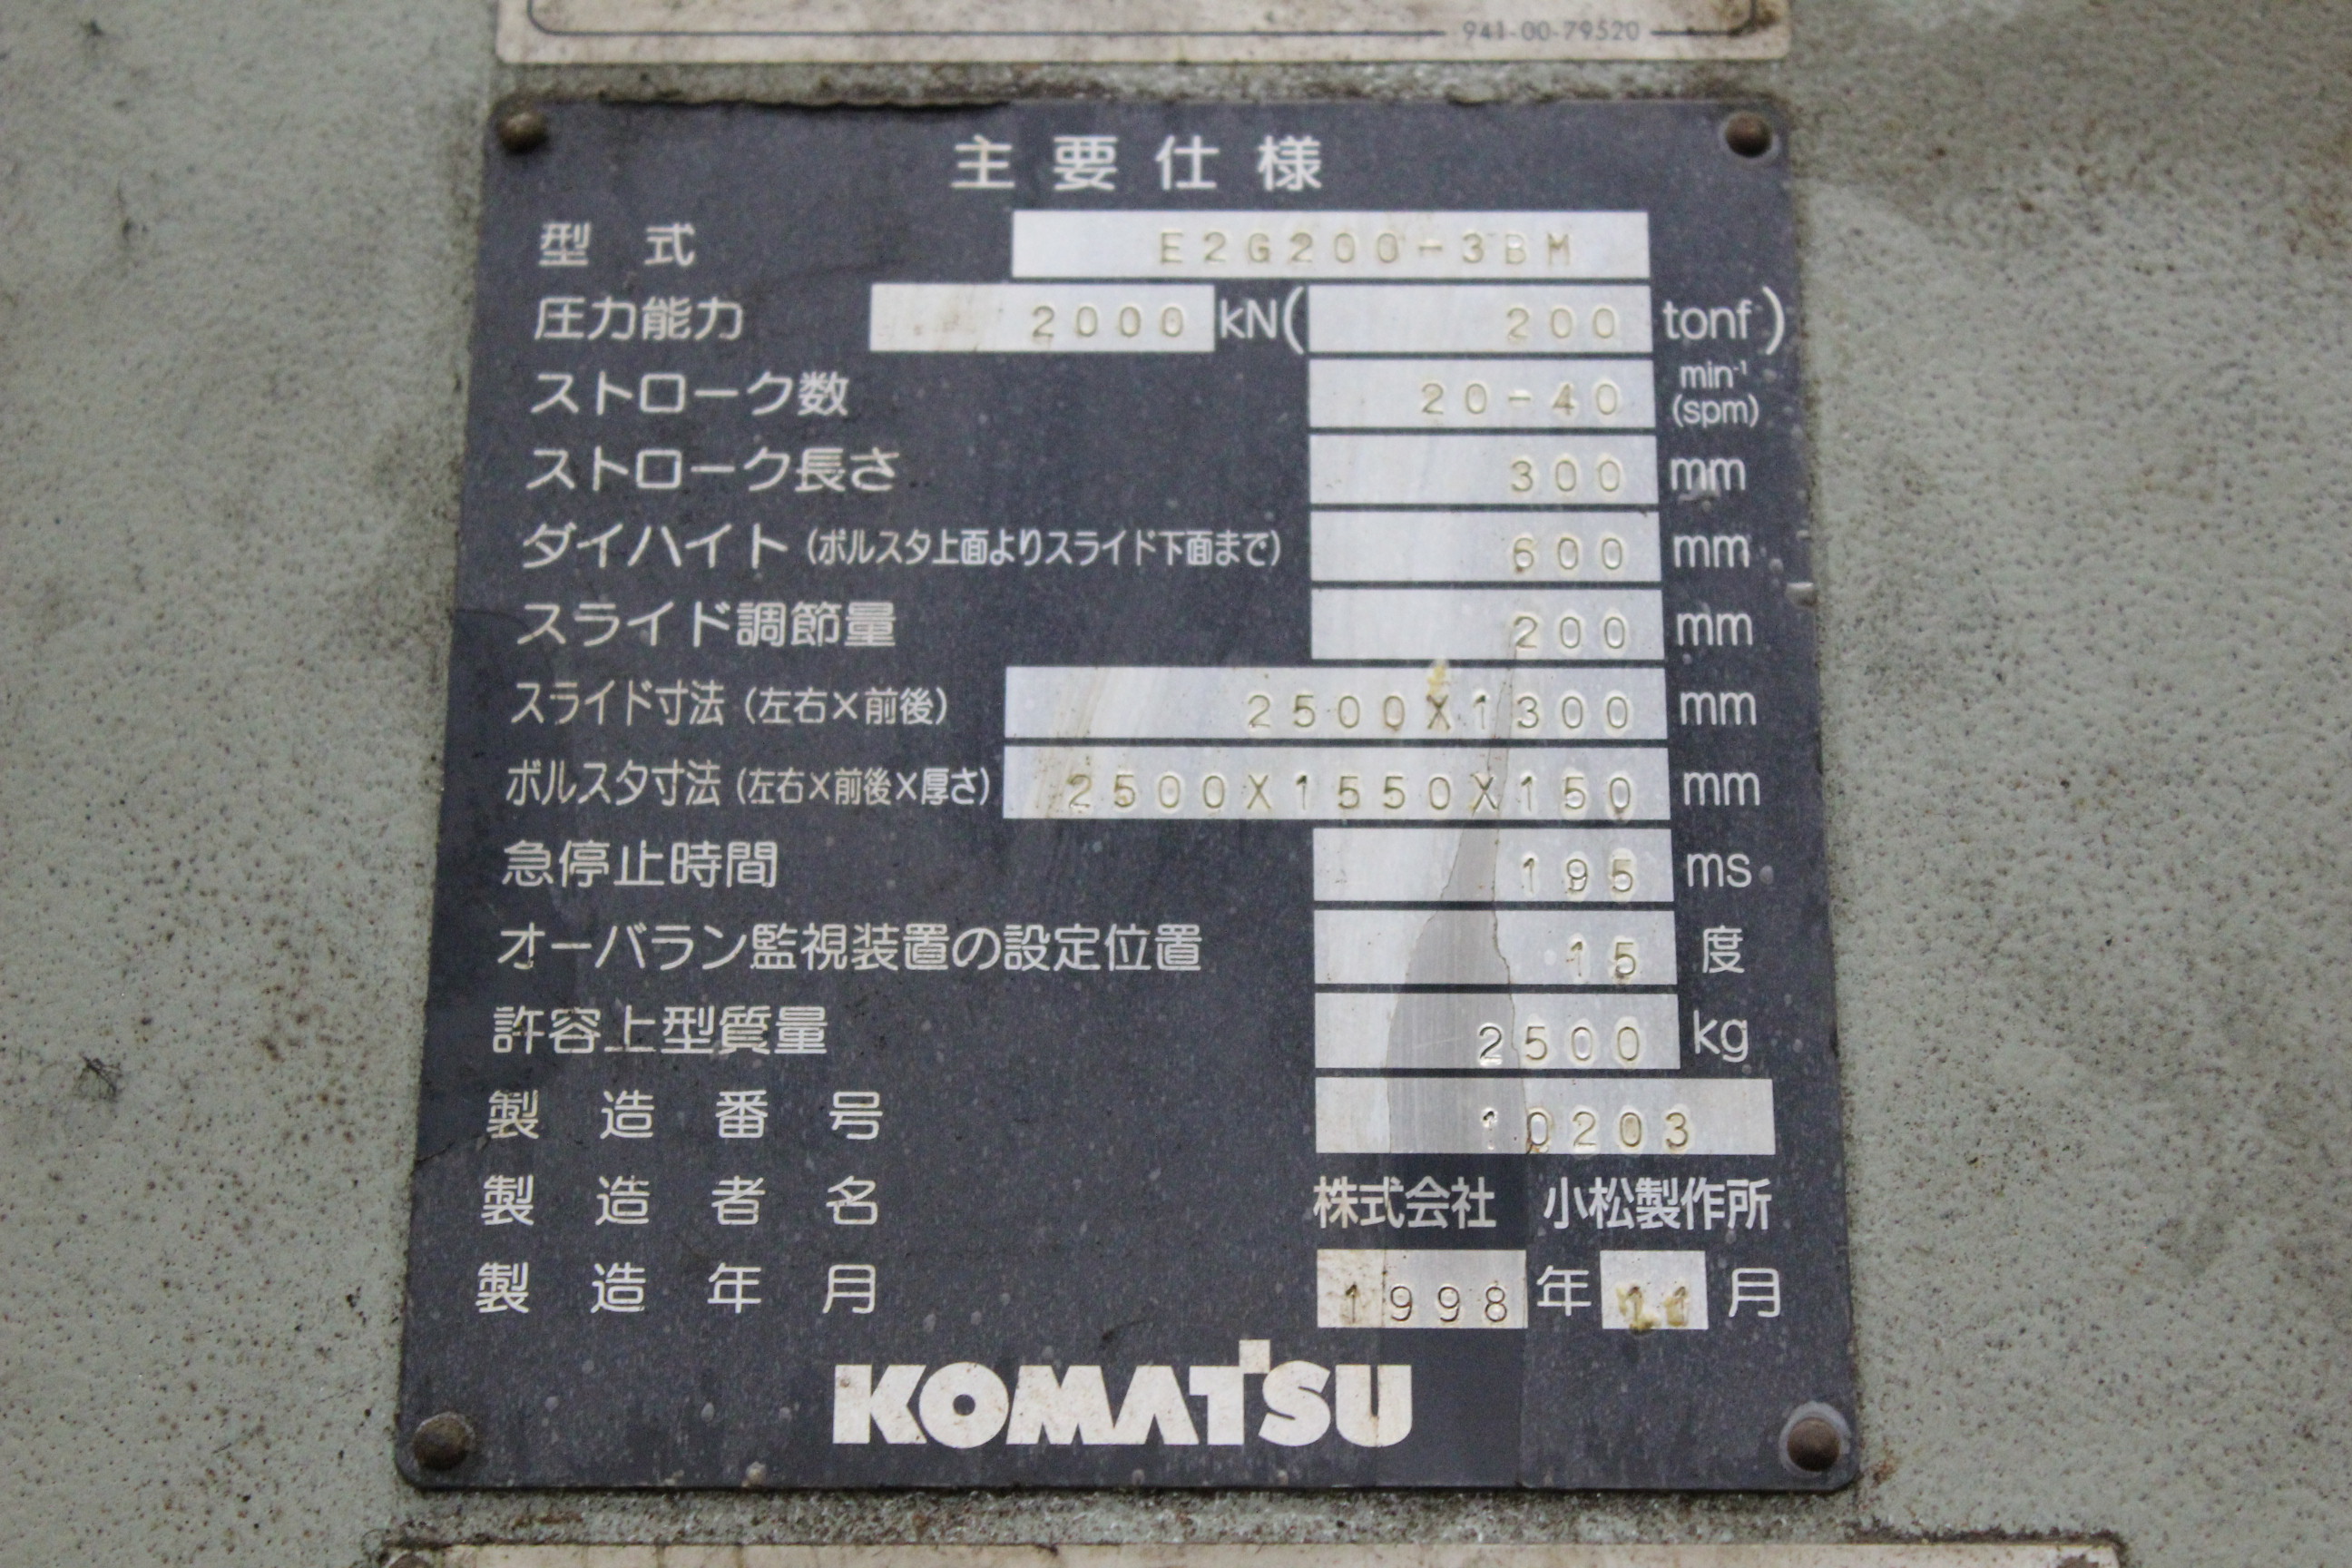 941-00-79520
主要仕様
型式 E2G200-3BM
圧力能力 2000 kN( 200 tonf)
ストローク数 20-40 min⁻¹ (spm)
ストローク長さ 300 mm
ダイハイト (ボルスタ上面よりスライド下面まで) 600 mm
スライド調節量 200 mm
スライド寸法 (左右×前後) 2500X1300 mm
ボルスタ寸法 (左右×前後×厚さ) 2500X1550X150 mm
急停止時間 195 ms
オーバラン監視装置の設定位置 15 度
許容上型質量 2500 kg
製造番号 10203
製造者名 株式会社 小松製作所
製造年月 1998 年 11 月
KOMATSU